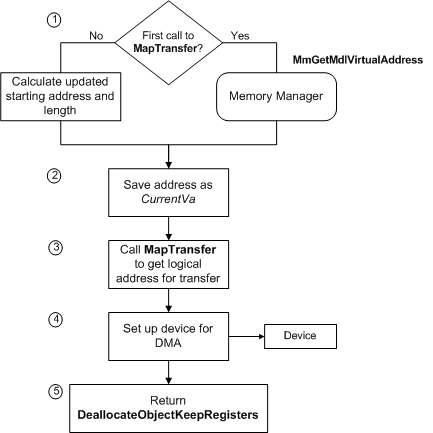 1
First call to
MapTransfer?
No
Yes
MmGetMdlVirtualAddress
Calculate updated
starting address and
length
Memory Manager
2
Save address as
CurrentVa
3
Call MapTransfer
to get logical
address for transfer
4
Set up device for
DMA
Device
5
Return
DeallocateObjectKeepRegisters